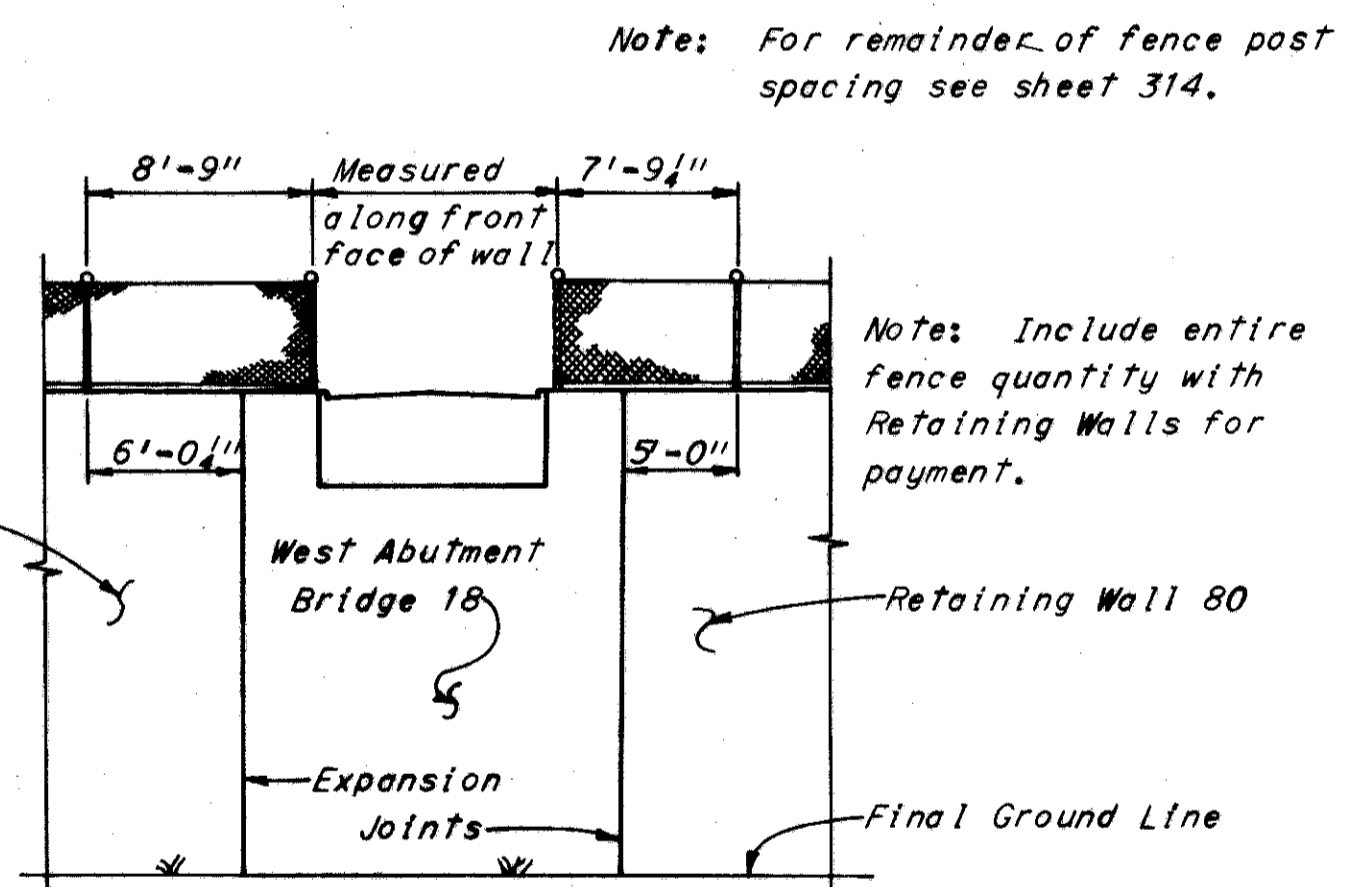 Note: For remainder of fence post
spacing see sheet 314.
8'-9" Measured 7'-9¼"
along front
face of wall
Note: Include entire
fence quantity with
Retaining Walls for
payment.
6'-0¼" 5'-0"
West Abutment
Bridge 18
Retaining Wall 80
Expansion
Joints
Final Ground Line